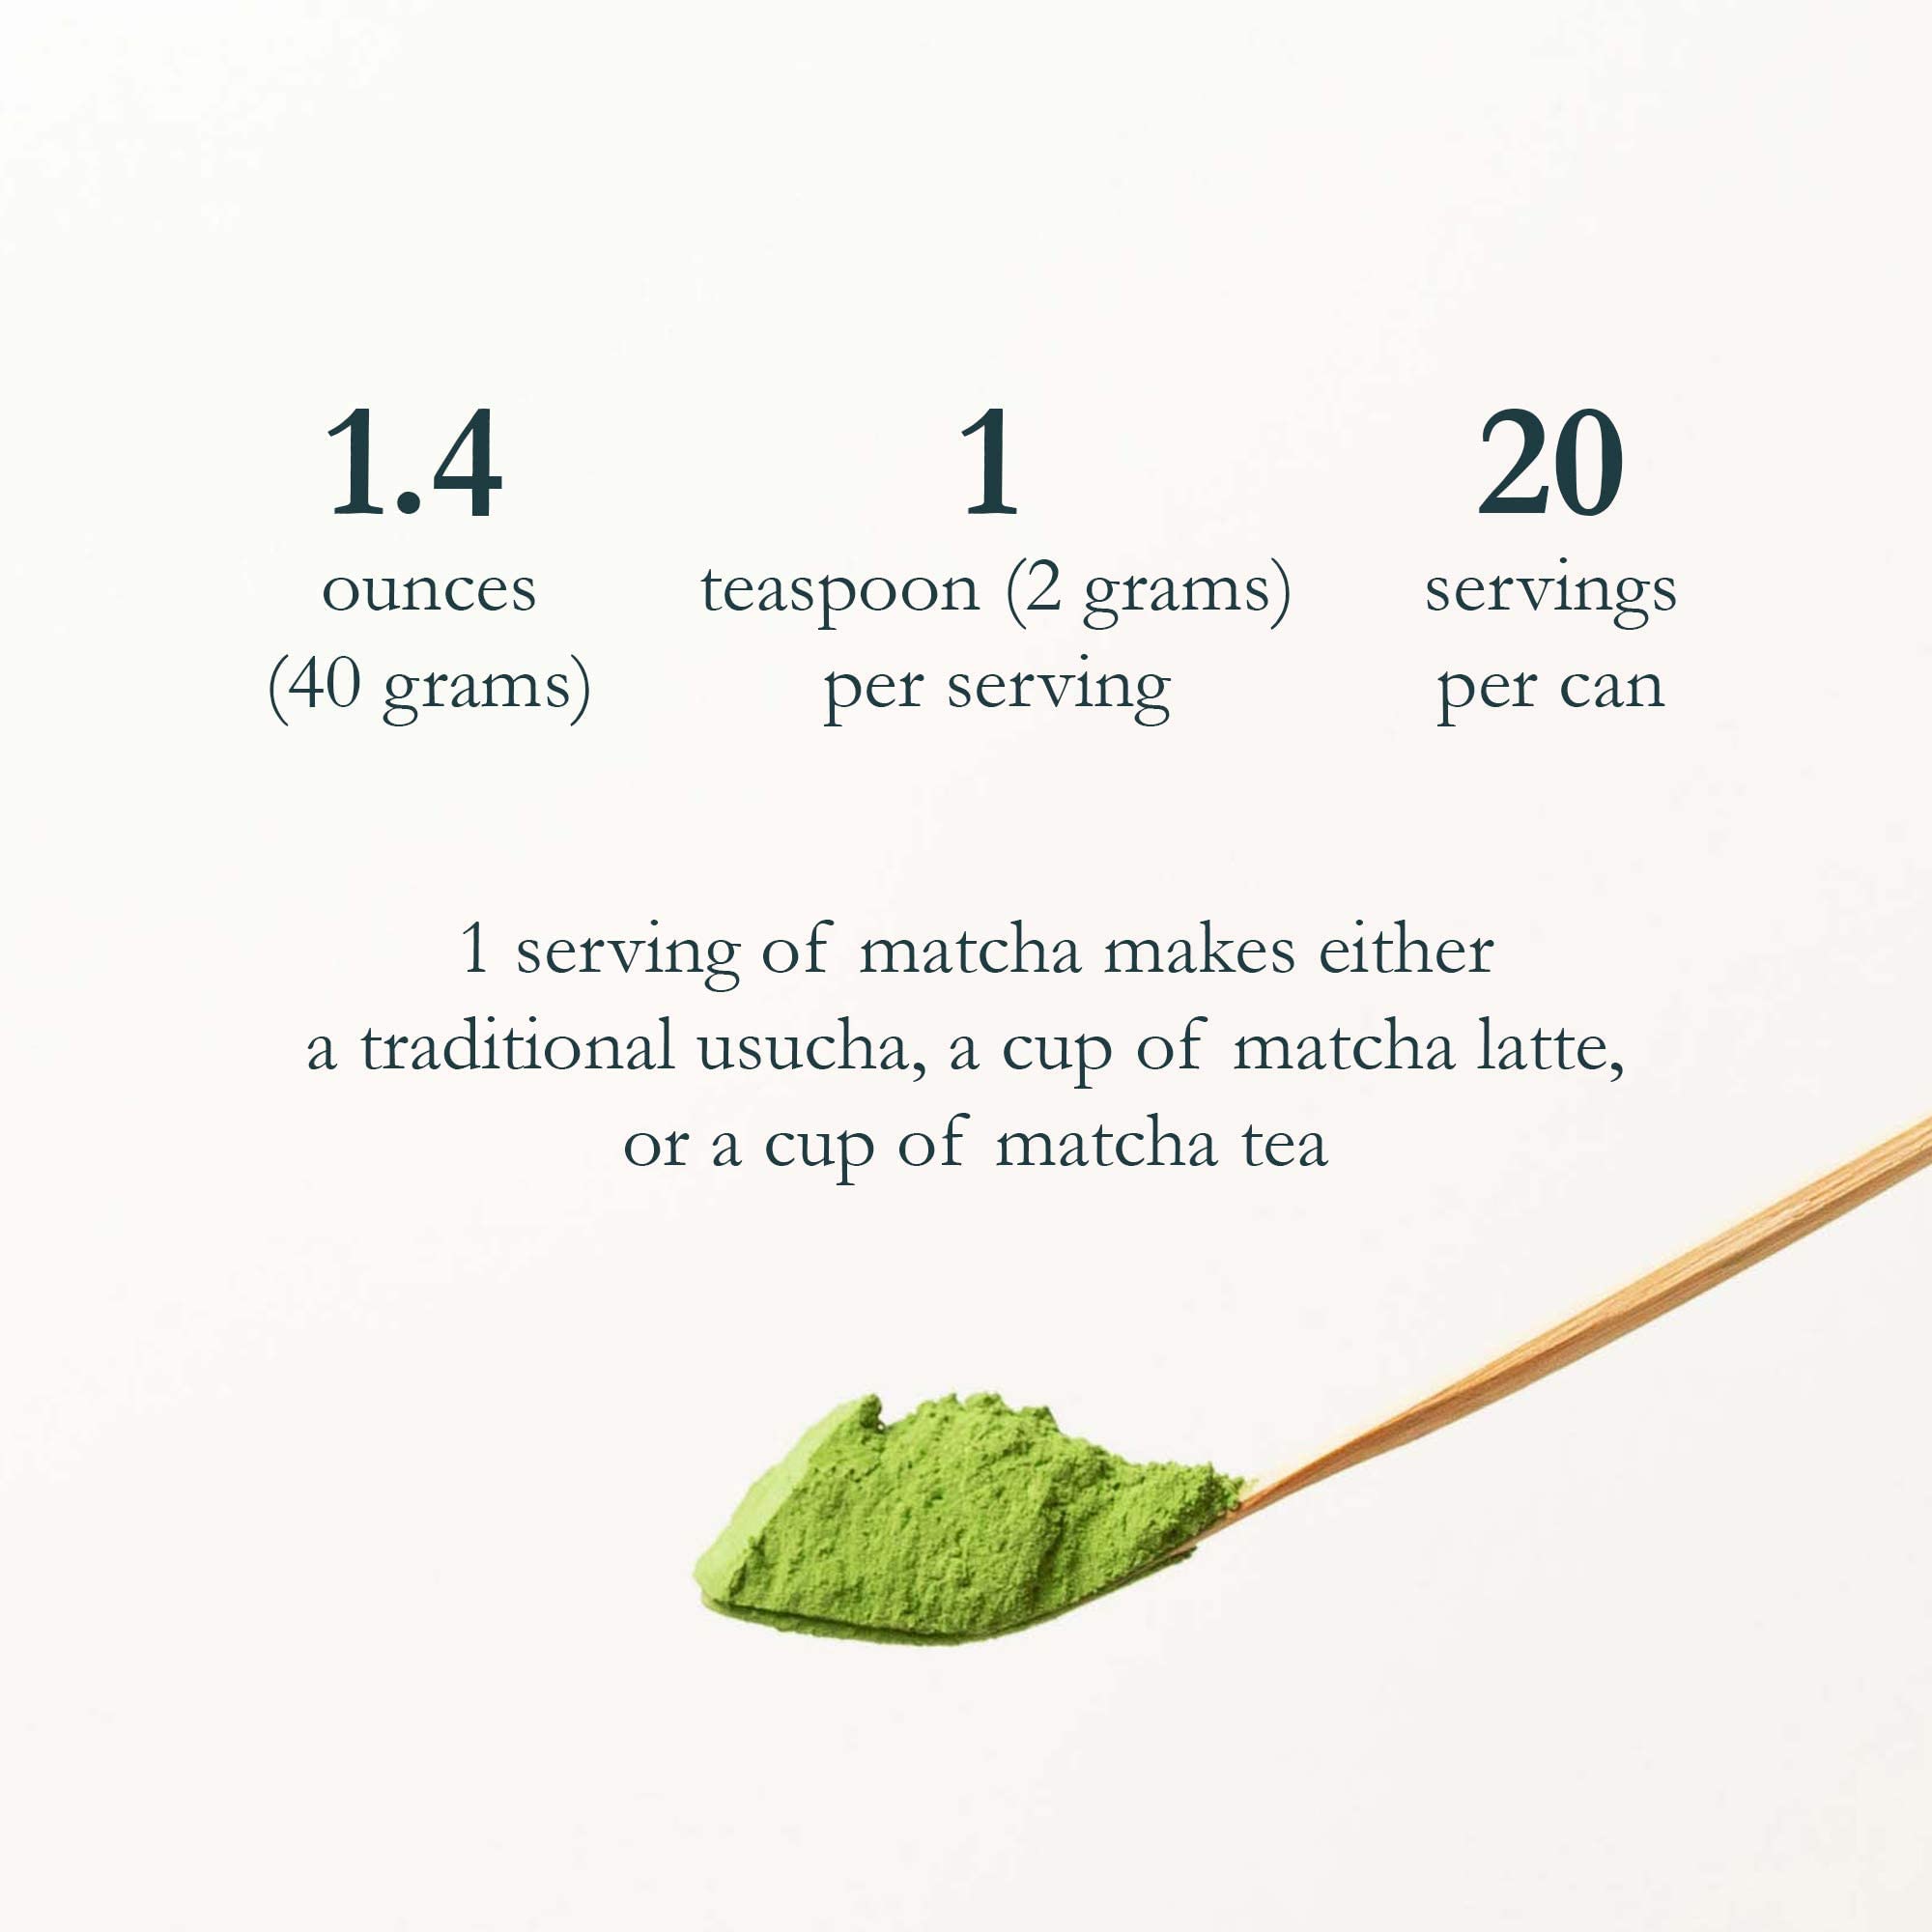 1.4
ounces
(40 grams)
1
teaspoon (2 grams)
per serving
20
servings
per can
1 serving of matcha makes either
a traditional usucha, a cup of matcha latte,
or a cup of matcha tea